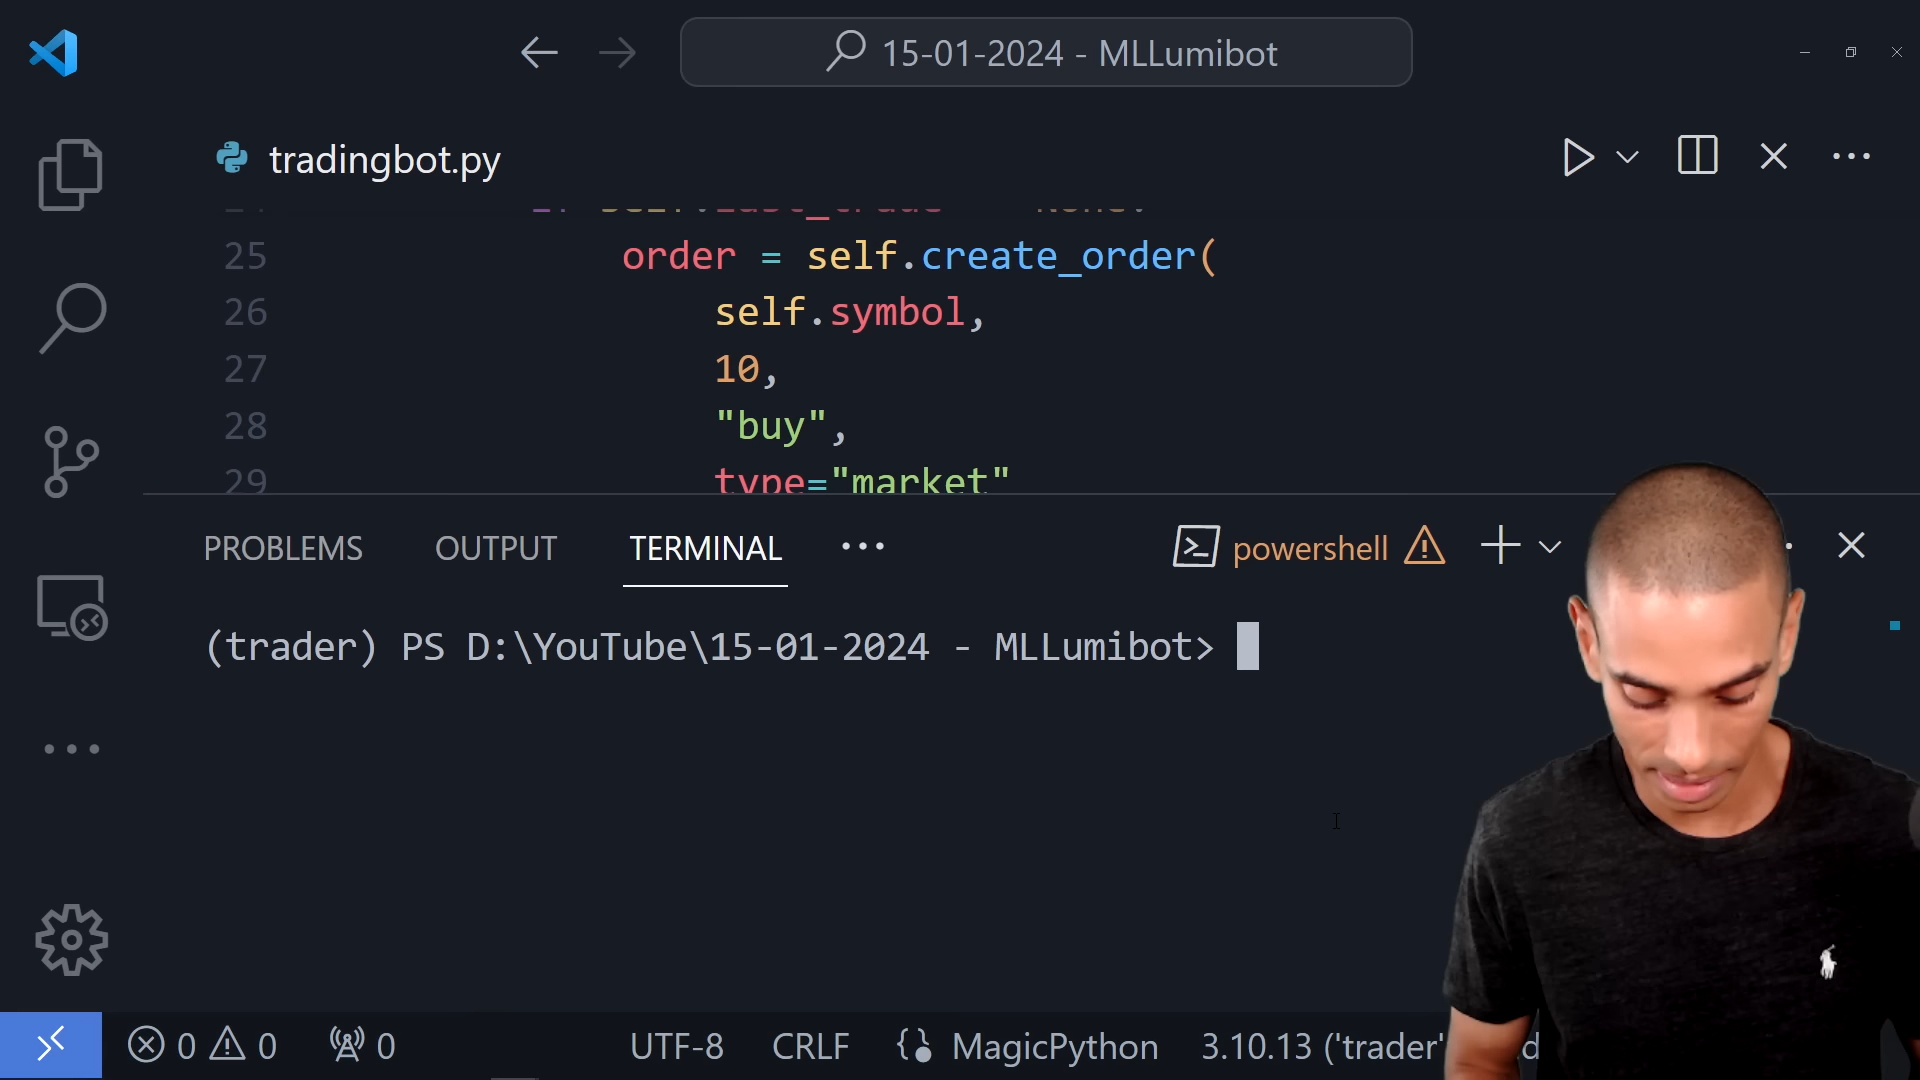 15-01-2024 - MLLumibot
tradingbot.py
25 order = self.create_order(
26 self.symbol,
27 10,
28 "buy",
29 type="market"
PROBLEMS OUTPUT TERMINAL powershell
(trader) PS D:\YouTube\15-01-2024 - MLLumibot>
0 0 0 UTF-8 CRLF MagicPython 3.10.13 ('trader'